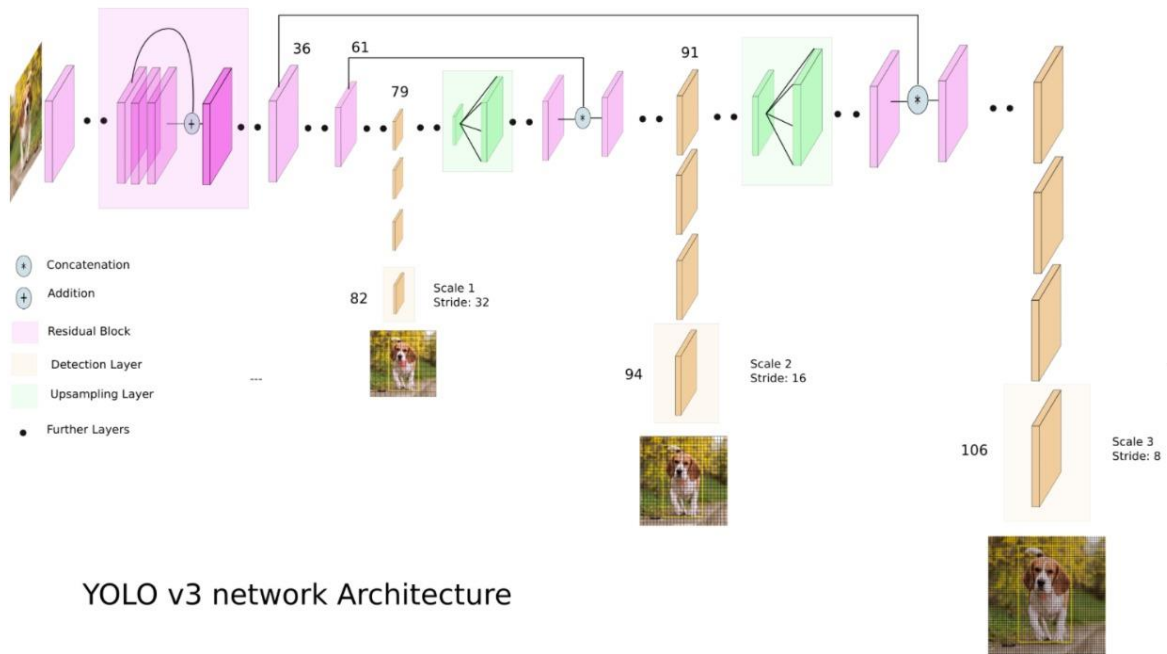 36
61
91
79
*
*
+
Concatenation
*
Addition
+
82
Scale 1
Stride: 32
Residual Block
Detection Layer
Upsampling Layer
Further Layers
---
94
Scale 2
Stride: 16
106
Scale 3
Stride: 8
YOLO v3 network Architecture